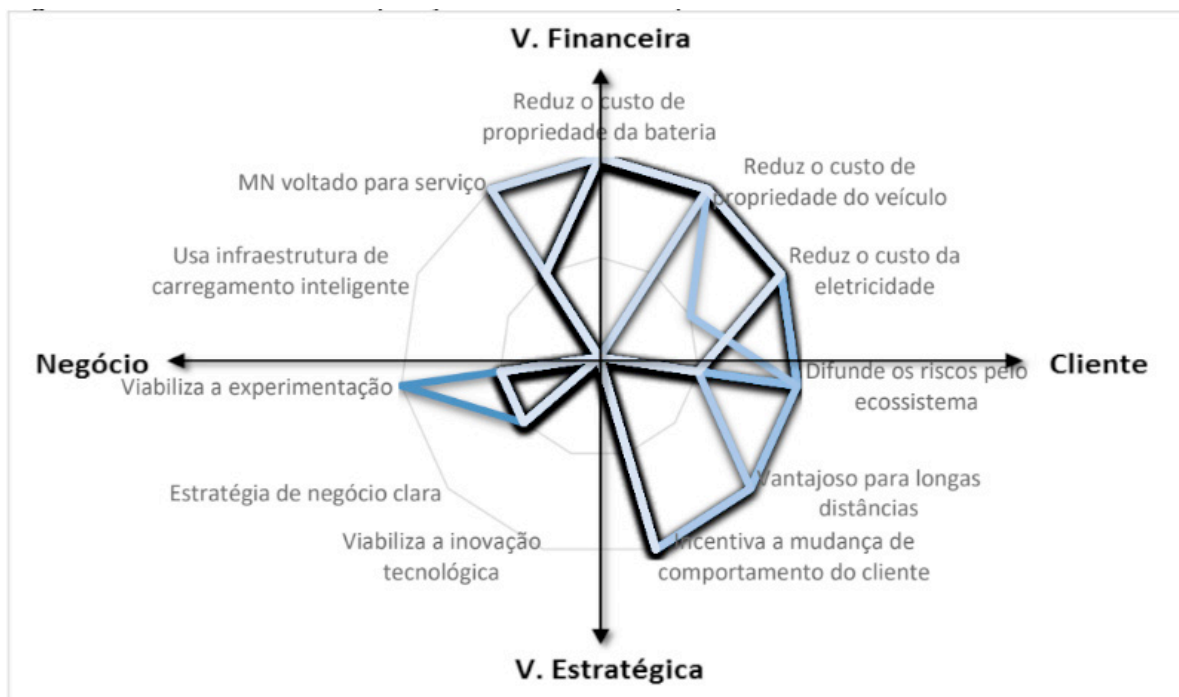 V. Financeira
Reduz o custo de
propriedade da bateria
Reduz o custo de
propriedade do veículo
MN voltado para serviço
Usa infraestrutura de
carregamento inteligente
Reduz o custo da
eletricidade
Negócio
Cliente
Viabiliza a experimentação
Difunde os riscos pelo
ecossistema
Estratégia de negócio clara
Vantajoso para longas
distâncias
Viabiliza a inovação
tecnológica
Incentiva a mudança de
comportamento do cliente
V. Estratégica